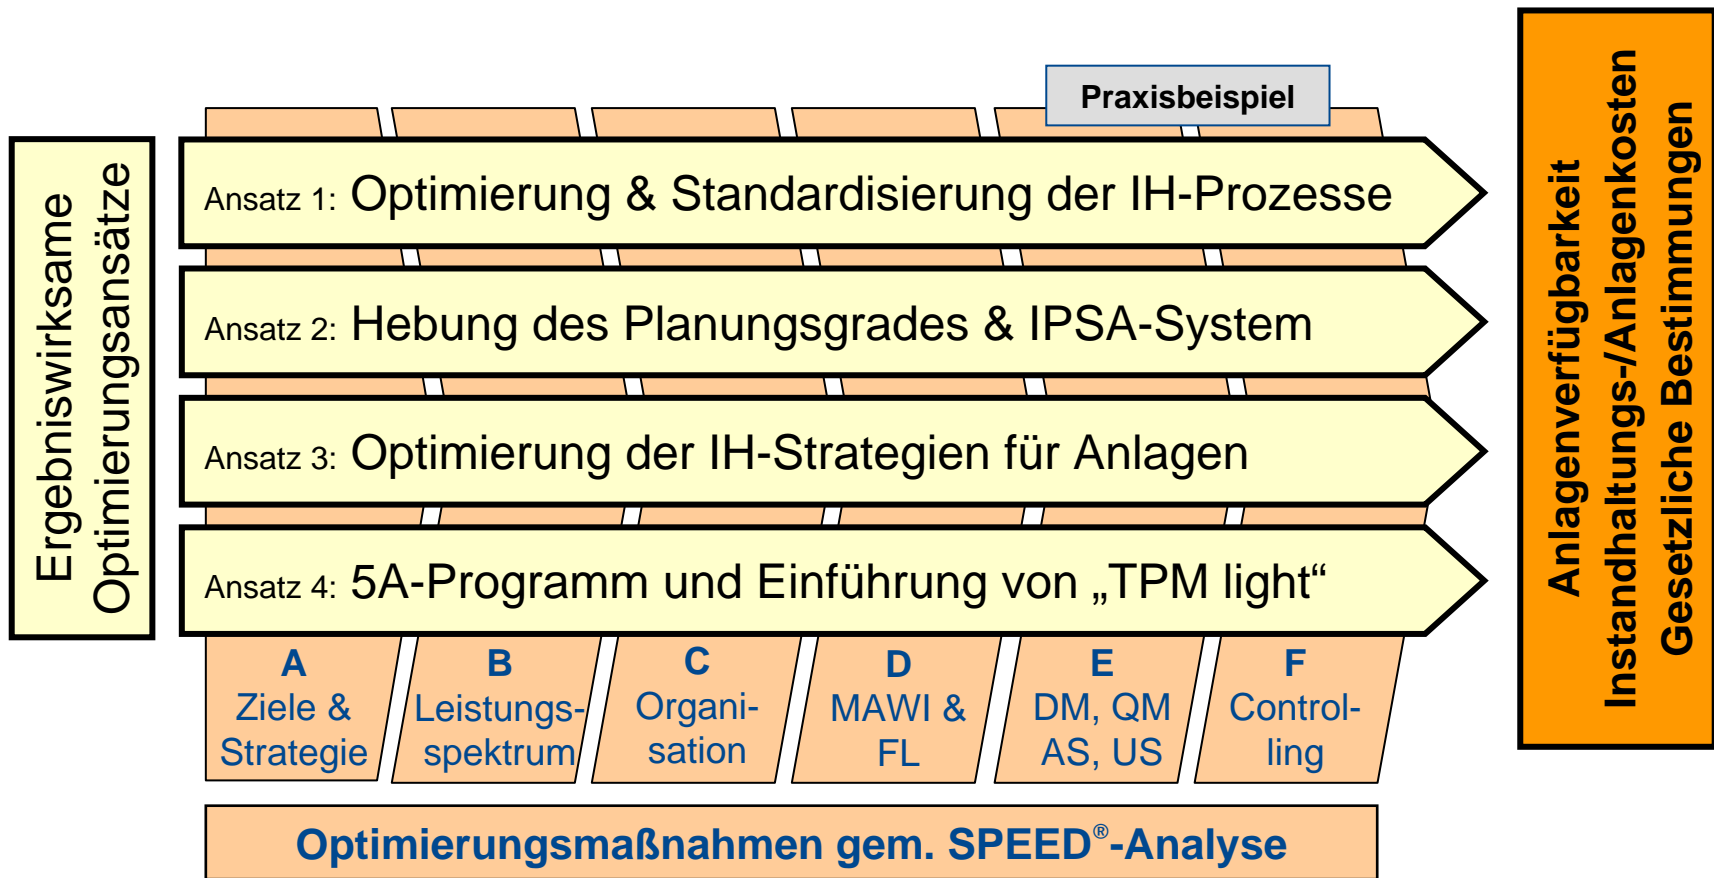 Praxisbeispiel
Ergebniswirksame
Optimierungsansätze
Ansatz 1: Optimierung & Standardisierung der IH-Prozesse
Ansatz 2: Hebung des Planungsgrades & IPSA-System
Ansatz 3: Optimierung der IH-Strategien für Anlagen
Ansatz 4: 5A-Programm und Einführung von „TPM light“
A
Ziele &
Strategie
B
Leistungs-
spektrum
C
Organi-
sation
D
MAWI &
FL
E
DM, QM
AS, US
F
Control-
ling
Optimierungsmaßnahmen gem. SPEED®-Analyse
Anlagenverfügbarkeit
Instandhaltungs-/Anlagenkosten
Gesetzliche Bestimmungen